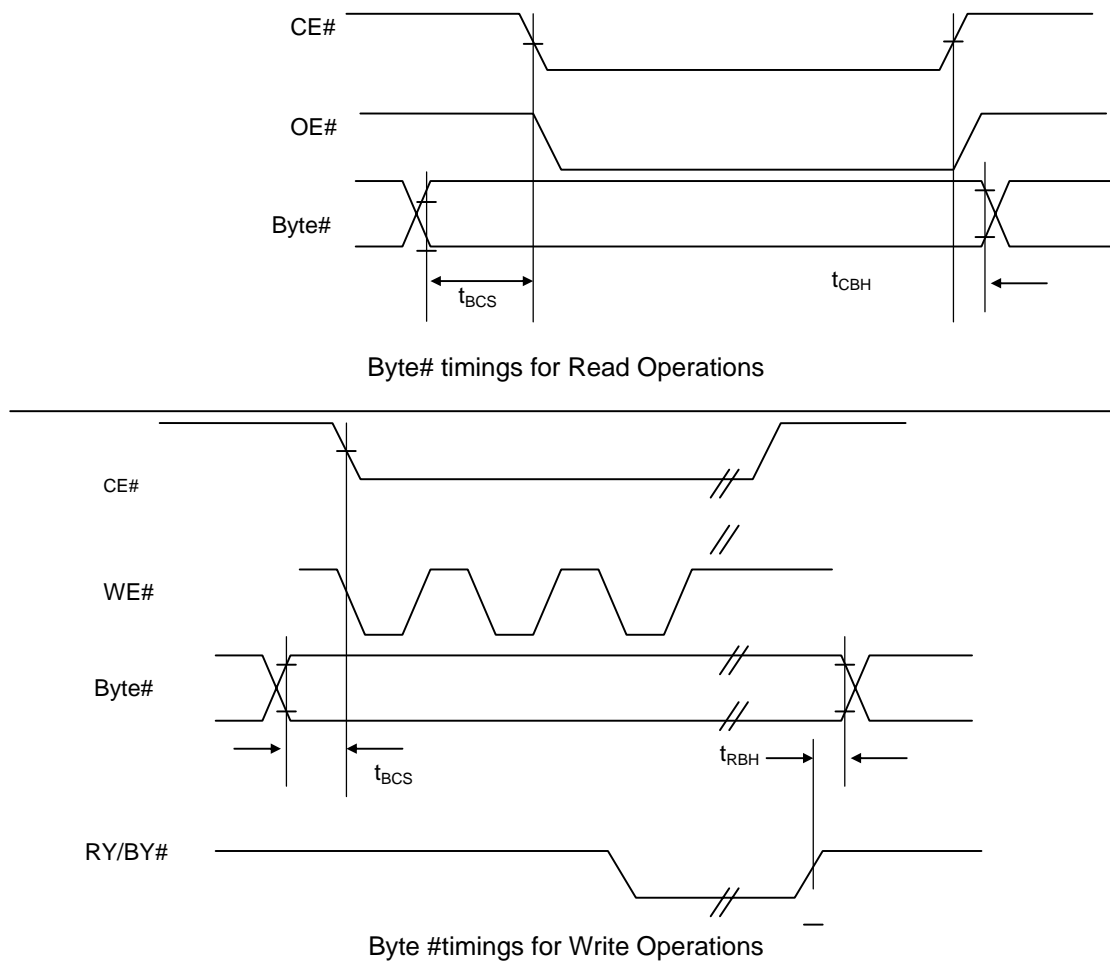 CE#
OE#
Byte#
tBCS
tCBH
Byte# timings for Read Operations
CE#
WE#
Byte#
tRBH
tBCS
RY/BY#
Byte #timings for Write Operations